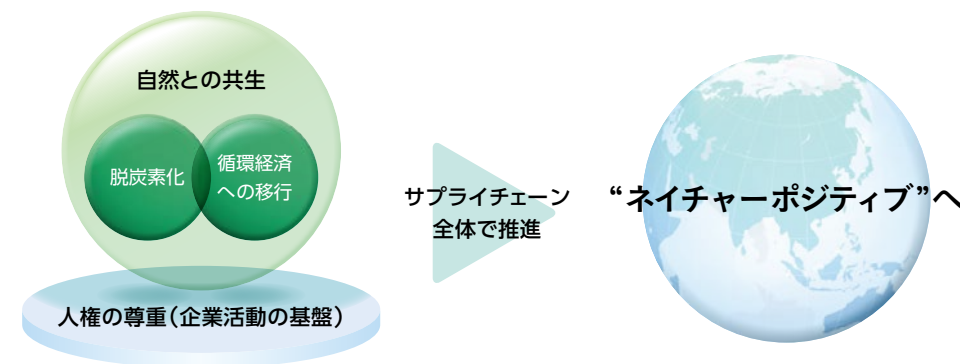 自然との共生
脱炭素化
循環経済
への移行
人権の尊重（企業活動の基盤）
サプライチェーン
全体で推進
“ネイチャーポジティブ”へ